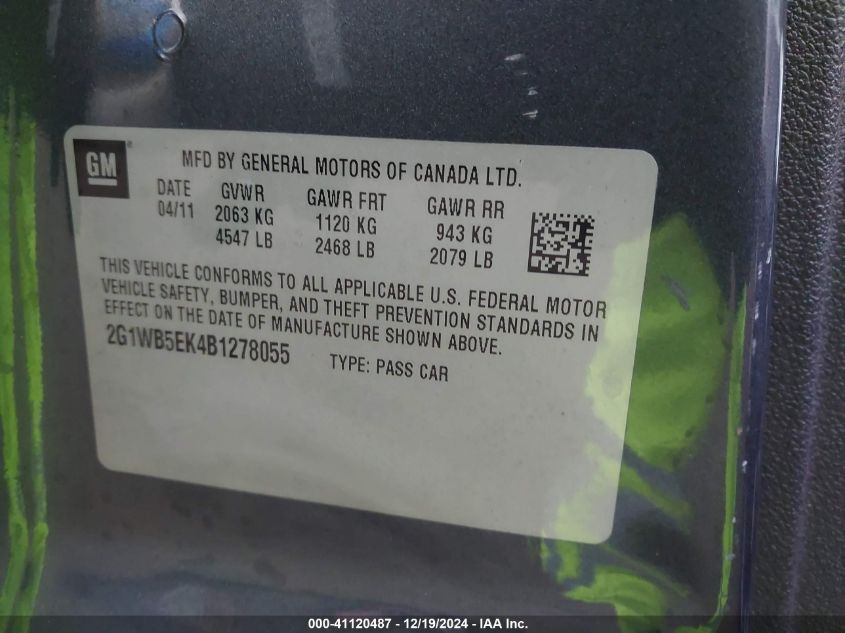 GM
MFD BY GENERAL MOTORS OF CANADA LTD.
DATE GVWR GAWR FRT GAWR RR
04/11 2063 KG 1120 KG 943 KG
4547 LB 2468 LB 2079 LB
THIS VEHICLE CONFORMS TO ALL APPLICABLE U.S. FEDERAL MOTOR
VEHICLE SAFETY, BUMPER, AND THEFT PREVENTION STANDARDS IN
EFFECT ON THE DATE OF MANUFACTURE SHOWN ABOVE.
2G1WB5EK4B1278055 TYPE: PASS CAR
000-41120487 - 12/19/2024 - IAA Inc.